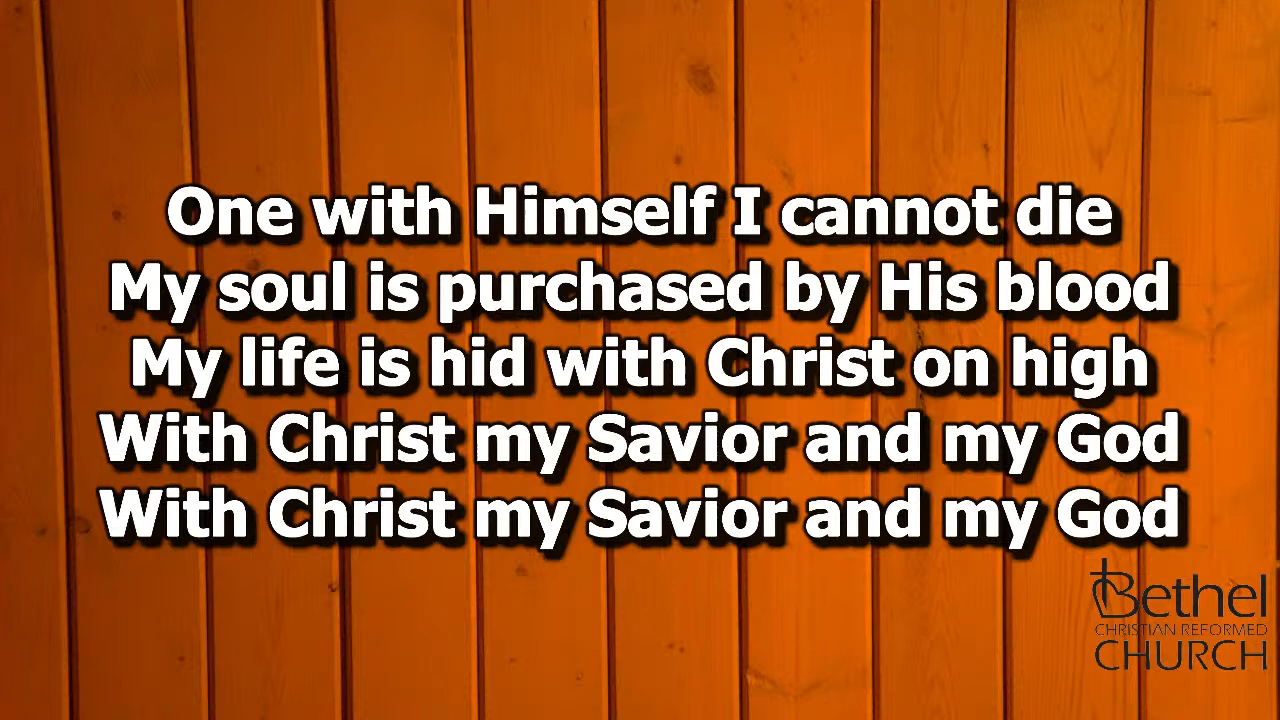 One with Himself I cannot die
My soul is purchased by His blood
My life is hid with Christ on high
With Christ my Savior and my God
With Christ my Savior and my God
Bethel
CHRISTIAN REFORMED
CHURCH